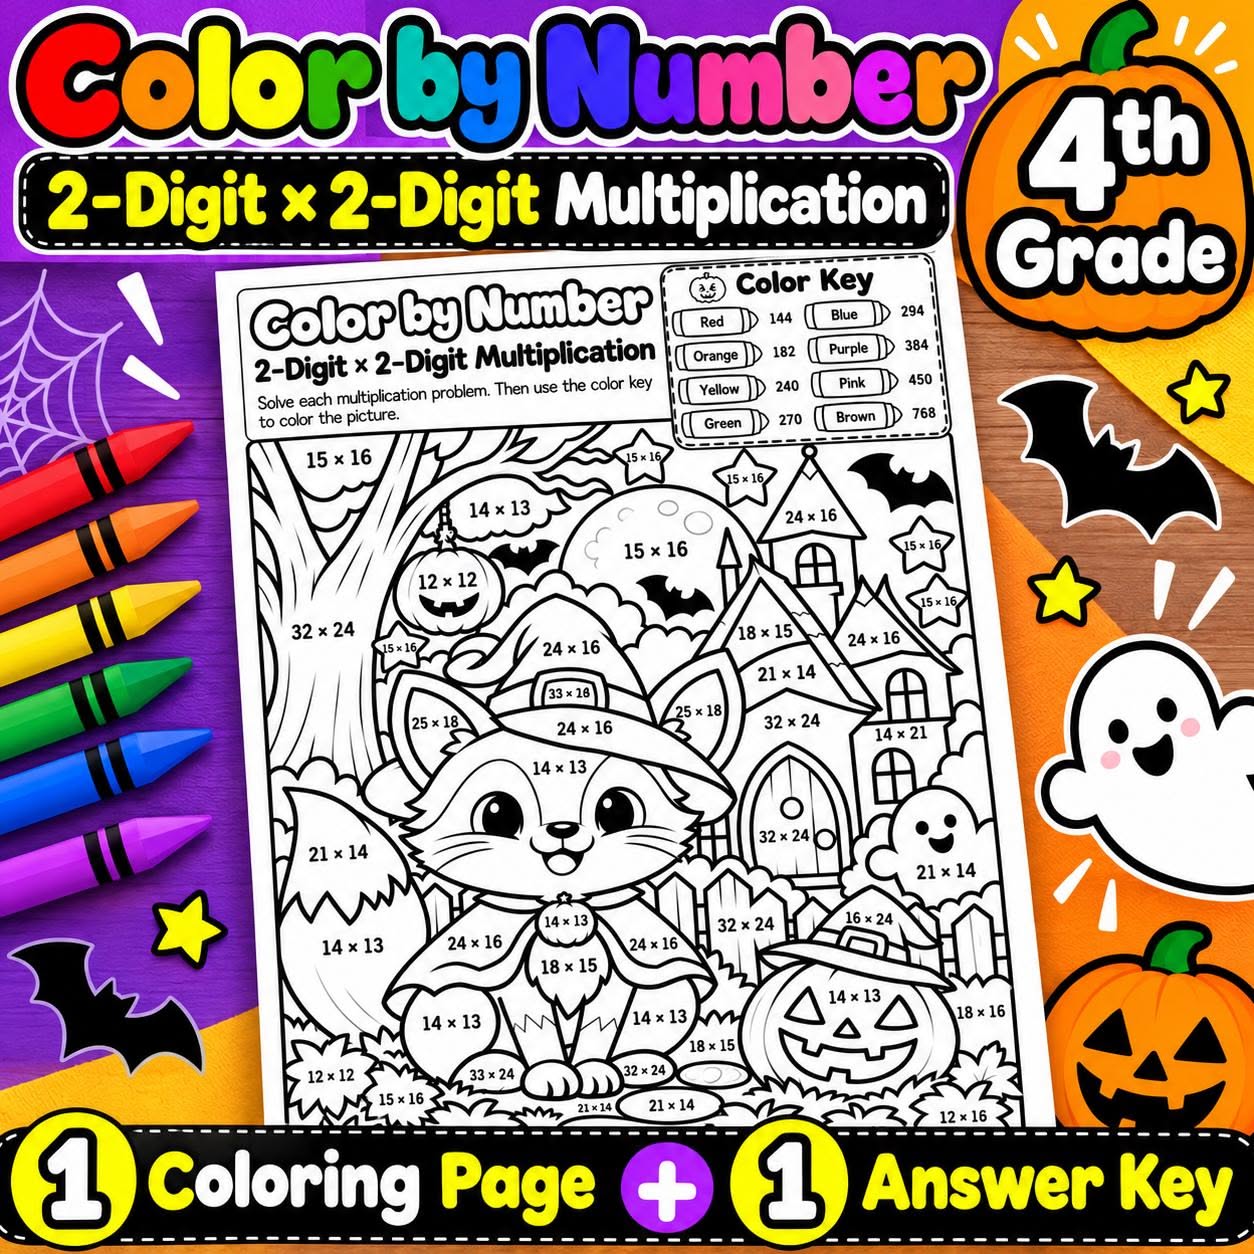 Color by Number
4th
Grade
2-Digit × 2-Digit Multiplication
Color by Number
2-Digit × 2-Digit Multiplication
Solve each multiplication problem. Then use the color key
to color the picture.
Color Key
Red 144 Blue 294
Orange 182 Purple 384
Yellow 240 Pink 450
Green 270 Brown 768
15 × 16
15 × 16
15 × 16
14 × 13
24 × 16
15 × 16
15 × 16
12 × 12
15 × 16
32 × 24
18 × 15
24 × 16
15 × 16
24 × 16
21 × 14
33 × 18
25 × 18
25 × 18
24 × 16
32 × 24
14 × 21
14 × 13
32 × 24
21 × 14
21 × 14
14 × 13
24 × 16
14 × 13
24 × 16
32 × 24
16 × 24
18 × 15
14 × 13
14 × 13
14 × 13
18 × 16
18 × 15
12 × 12
33 × 24
32 × 24
15 × 16
21 × 14
21 × 14
12 × 16
1 Coloring Page + 1 Answer Key